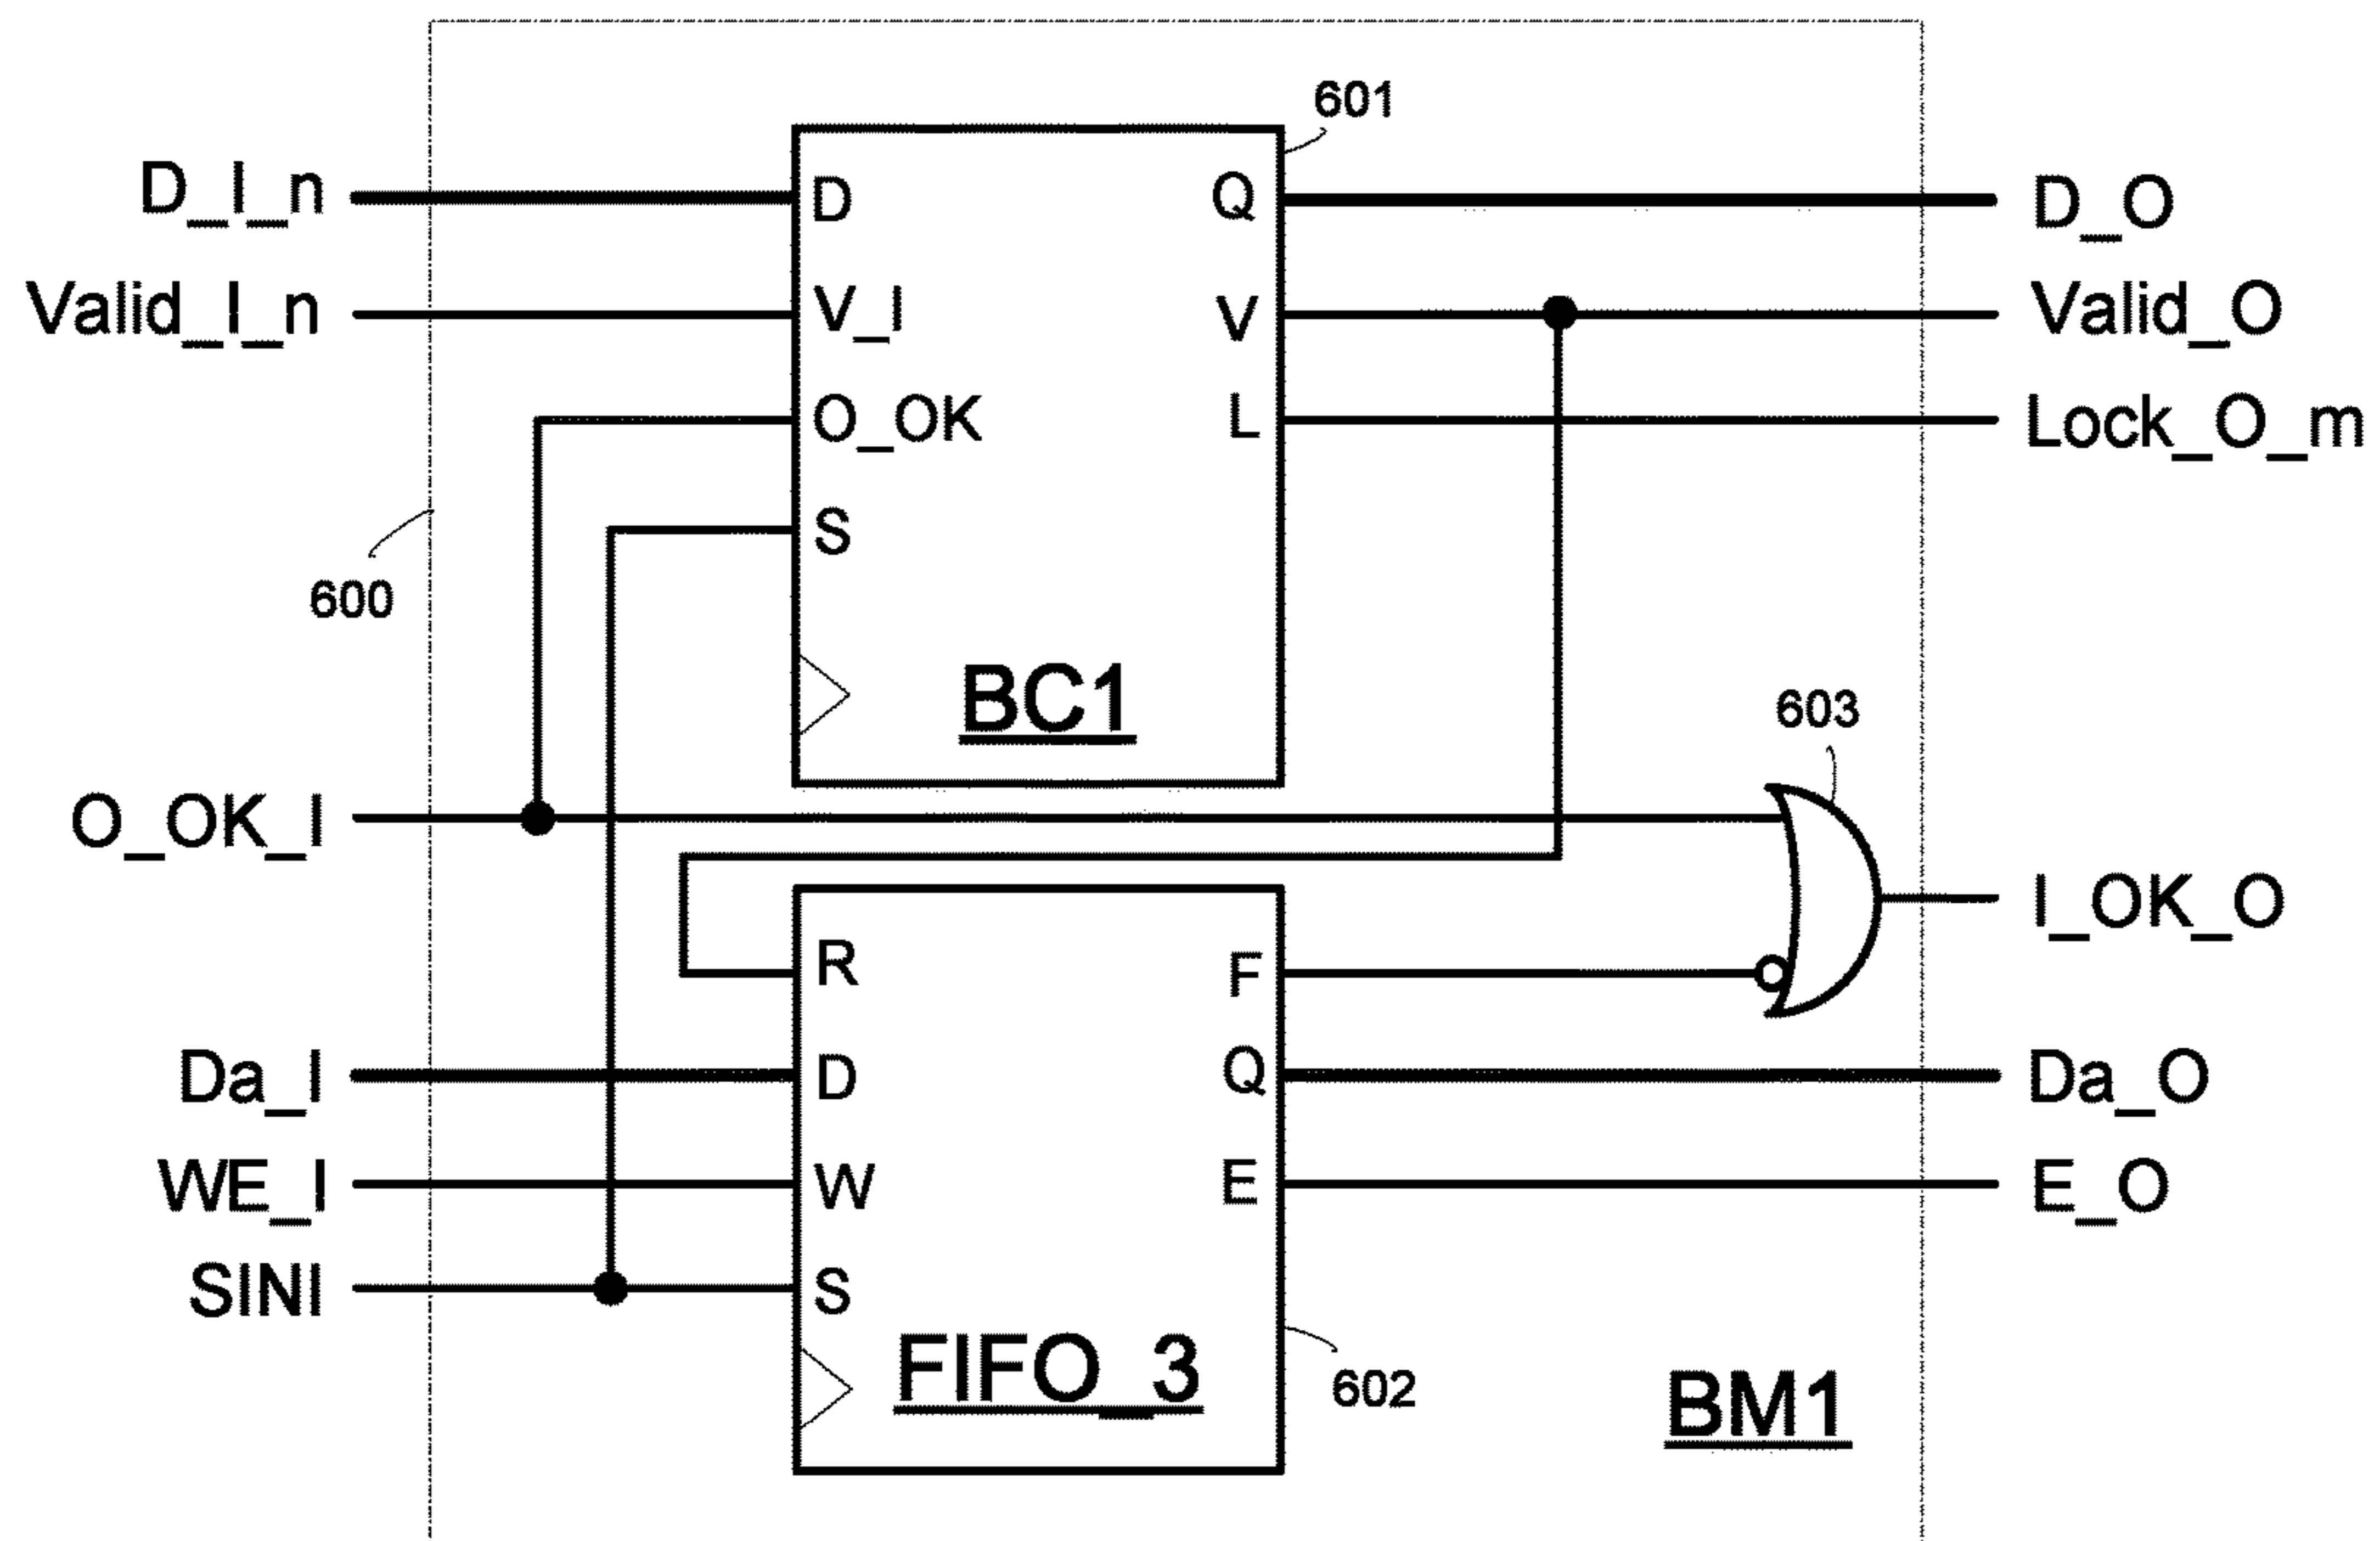 601
D_I_n
D
Q
D_O
Valid_I_n
V_I
V
Valid_O
O_OK
L
Lock_O_m
S
600
BC1
603
O_OK_I
I_OK_O
R
F
Da_I
D
Q
Da_O
WE_I
W
E
E_O
SINI
S
FIFO_3
602
BM1